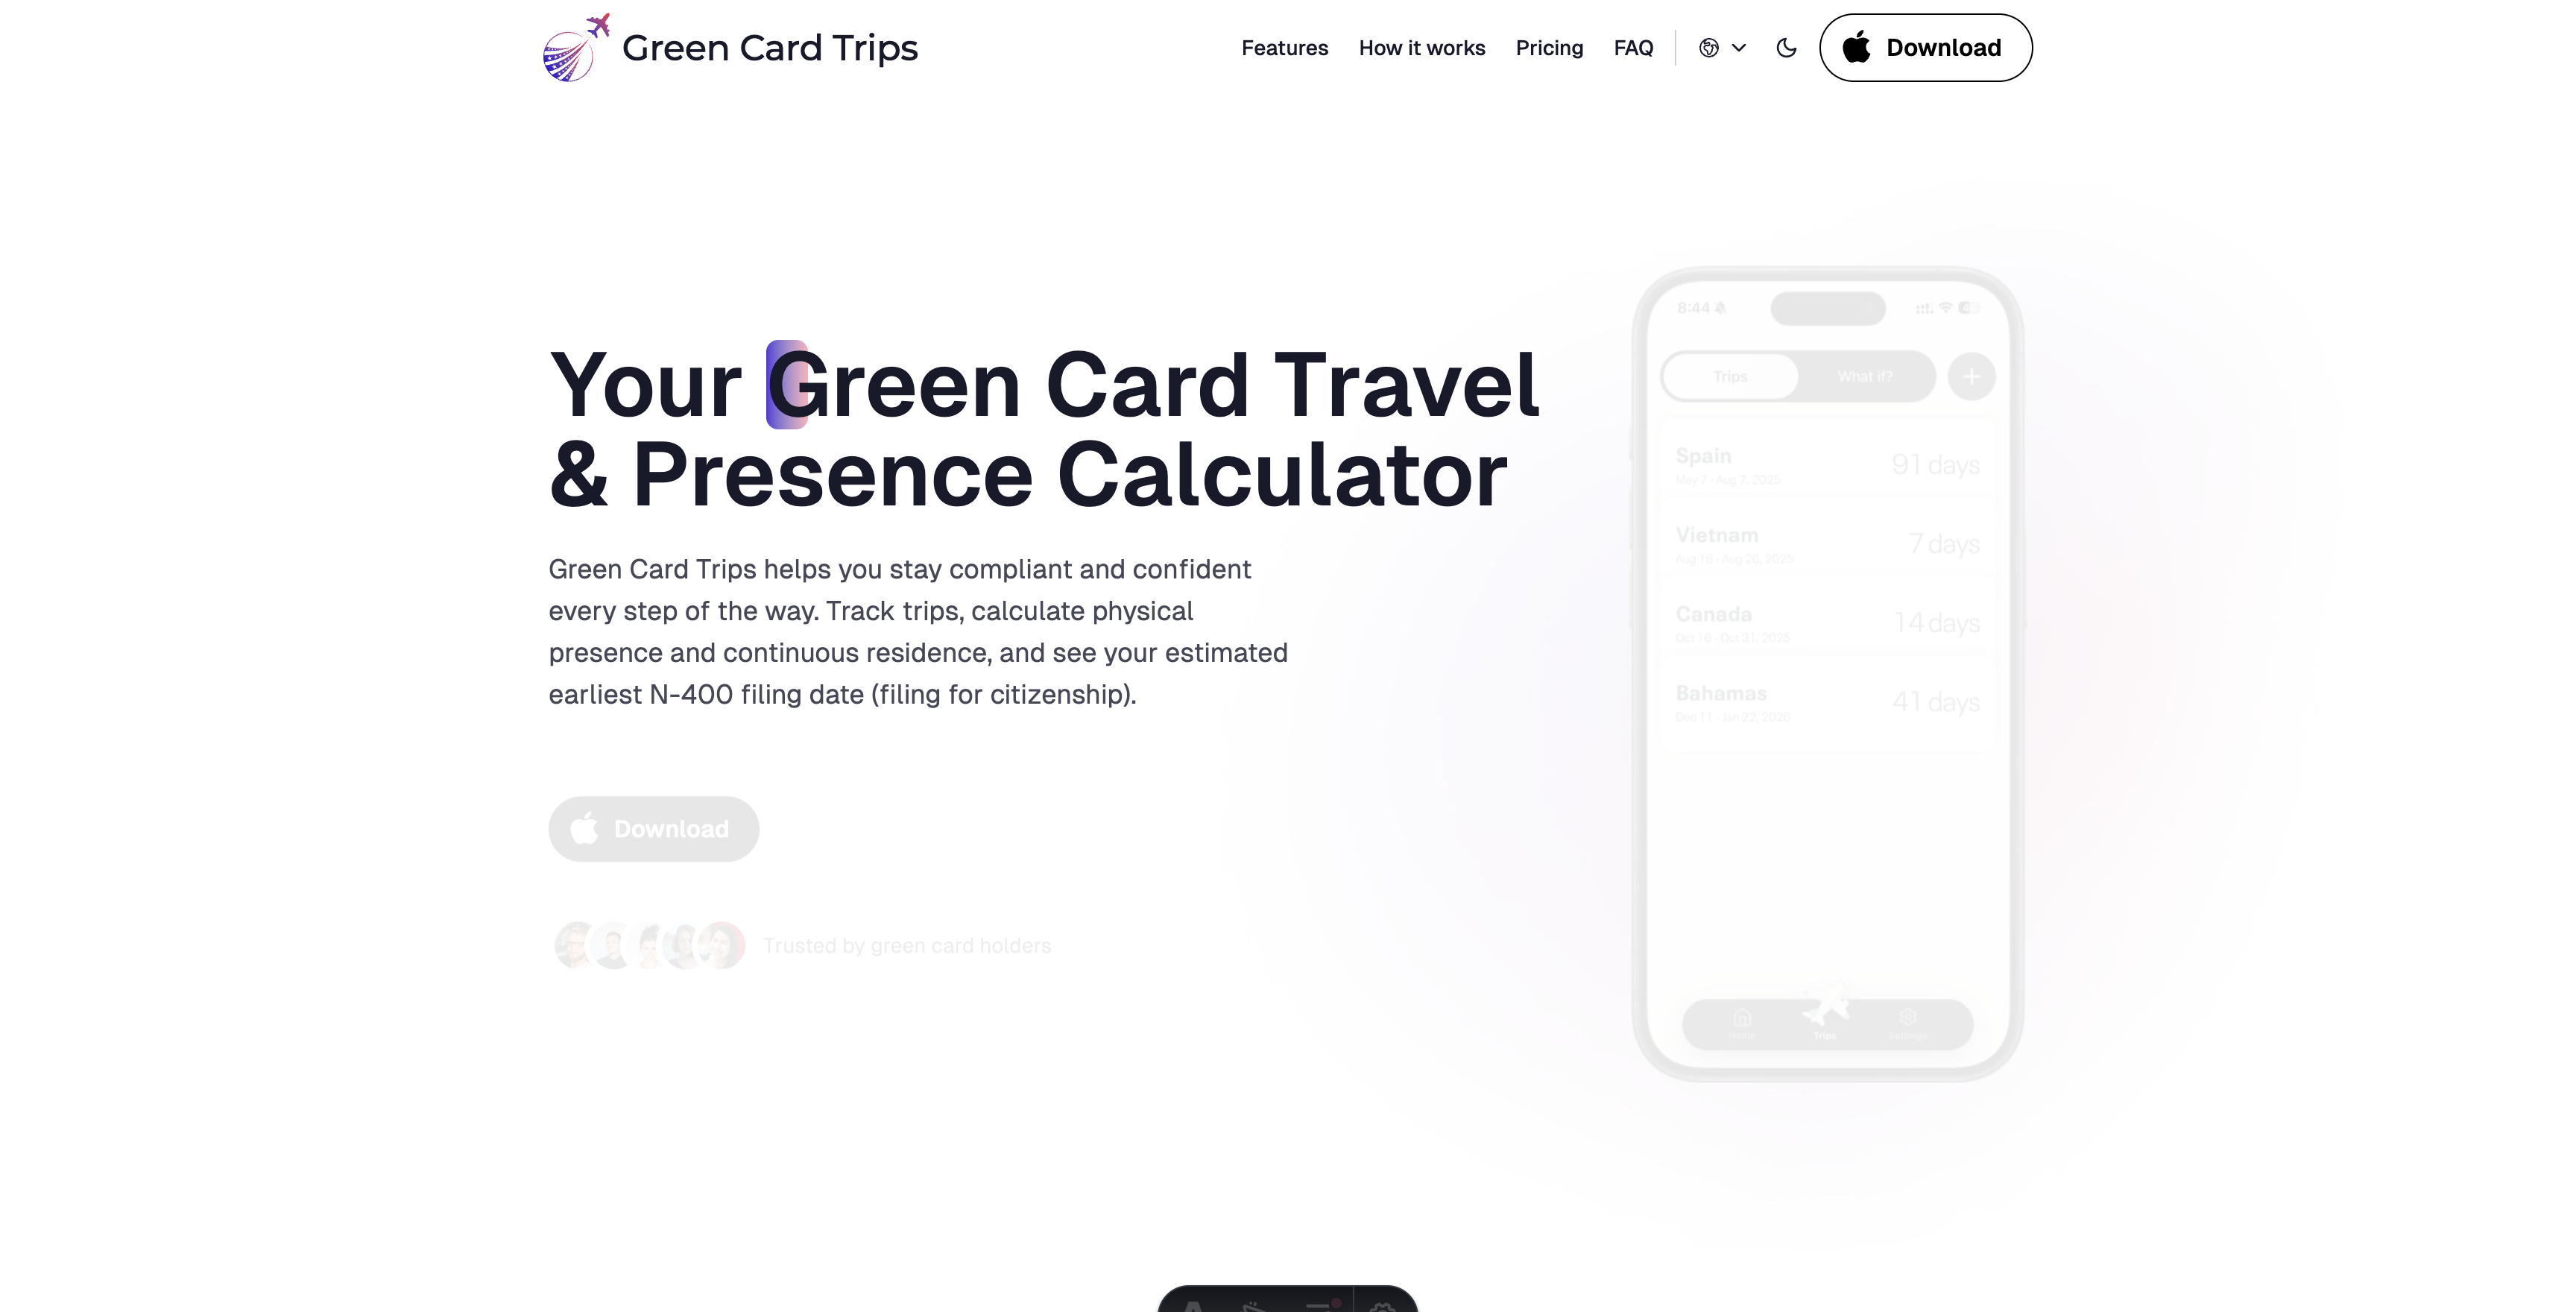 Green Card Trips
Features How it works Pricing FAQ
Download
Your Green Card Travel
& Presence Calculator
Green Card Trips helps you stay compliant and confident
every step of the way. Track trips, calculate physical
presence and continuous residence, and see your estimated
earliest N-400 filing date (filing for citizenship).
Download
Trusted by green card holders
8:44
Trips What if?
Spain 91 days
May 7 - Aug 7, 2025
Vietnam 7 days
Aug 18 - Aug 26, 2025
Canada 14 days
Oct 16 - Oct 31, 2025
Bahamas 41 days
Dec 11 - Jan 22, 2026
Home Trips Settings